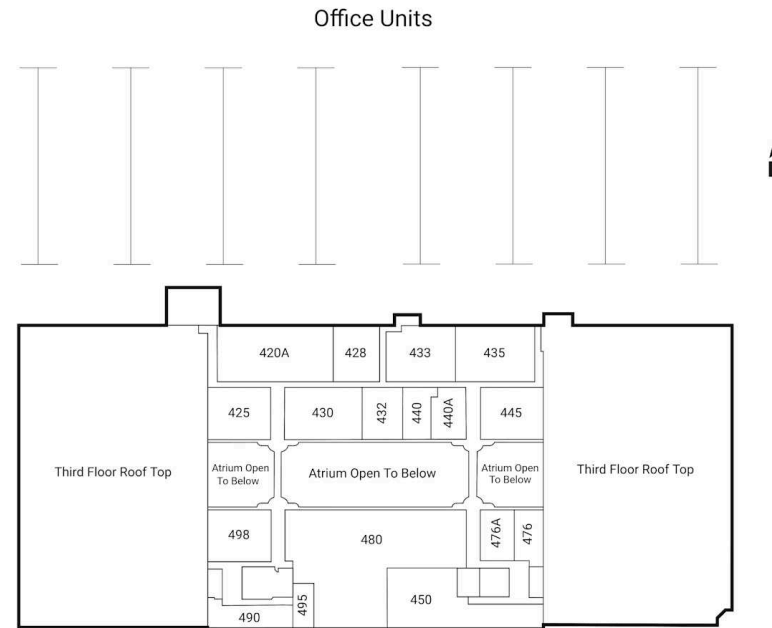 Office Units
420A
428
433
435
425
430
432
440
440A
445
Third Floor Roof Top
Atrium Open
To Below
Atrium Open To Below
Atrium Open
To Below
Third Floor Roof Top
498
480
476A
476
495
450
490